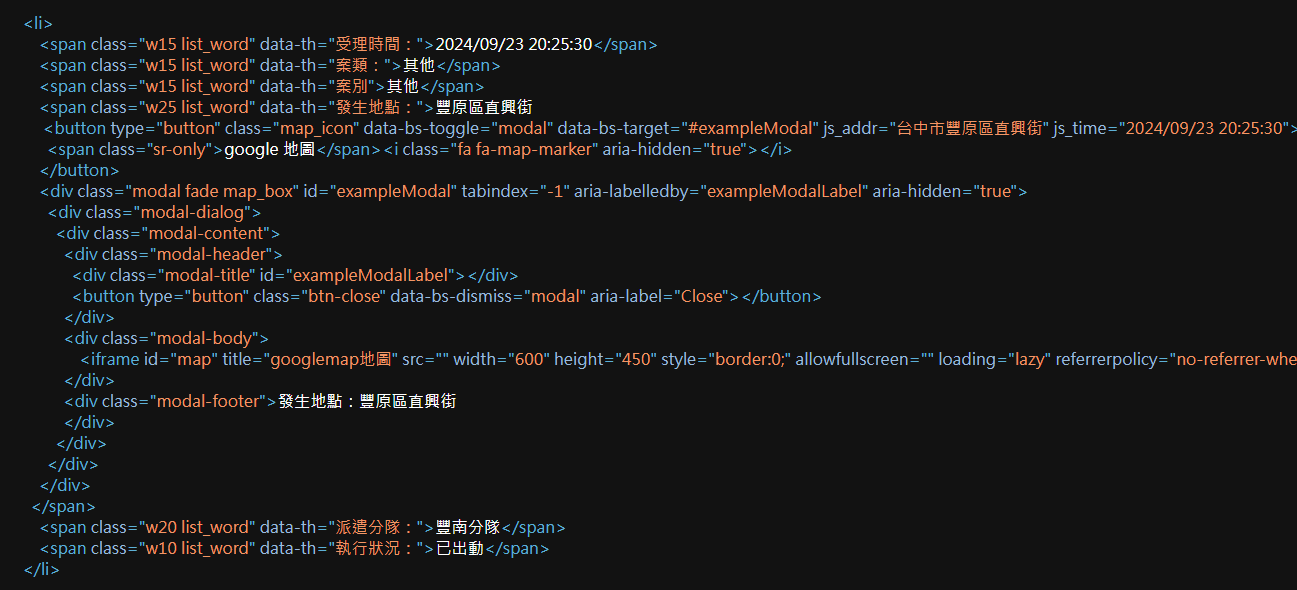 <li>
<span class="w15 list_word" data-th="受理時間：">2024/09/23 20:25:30</span>
<span class="w15 list_word" data-th="案類：">其他</span>
<span class="w15 list_word" data-th="案別">其他</span>
<span class="w25 list_word" data-th="發生地點：">豐原區直興街
<button type="button" class="map_icon" data-bs-toggle="modal" data-bs-target="#exampleModal" js_addr="台中市豐原區直興街" js_time="2024/09/23 20:25:30">
<span class="sr-only">google 地圖</span><i class="fa fa-map-marker" aria-hidden="true"></i>
</button>
<div class="modal fade map_box" id="exampleModal" tabindex="-1" aria-labelledby="exampleModalLabel" aria-hidden="true">
<div class="modal-dialog">
<div class="modal-content">
<div class="modal-header">
<div class="modal-title" id="exampleModalLabel"></div>
<button type="button" class="btn-close" data-bs-dismiss="modal" aria-label="Close"></button>
</div>
<div class="modal-body">
<iframe id="map" title="googlemap地圖" src="" width="600" height="450" style="border:0;" allowfullscreen="" loading="lazy" referrerpolicy="no-referrer-whe
</div>
<div class="modal-footer">發生地點：豐原區直興街
</div>
</div>
</div>
</div>
</span>
<span class="w20 list_word" data-th="派遣分隊：">豐南分隊</span>
<span class="w10 list_word" data-th="執行狀況：">已出動</span>
</li>